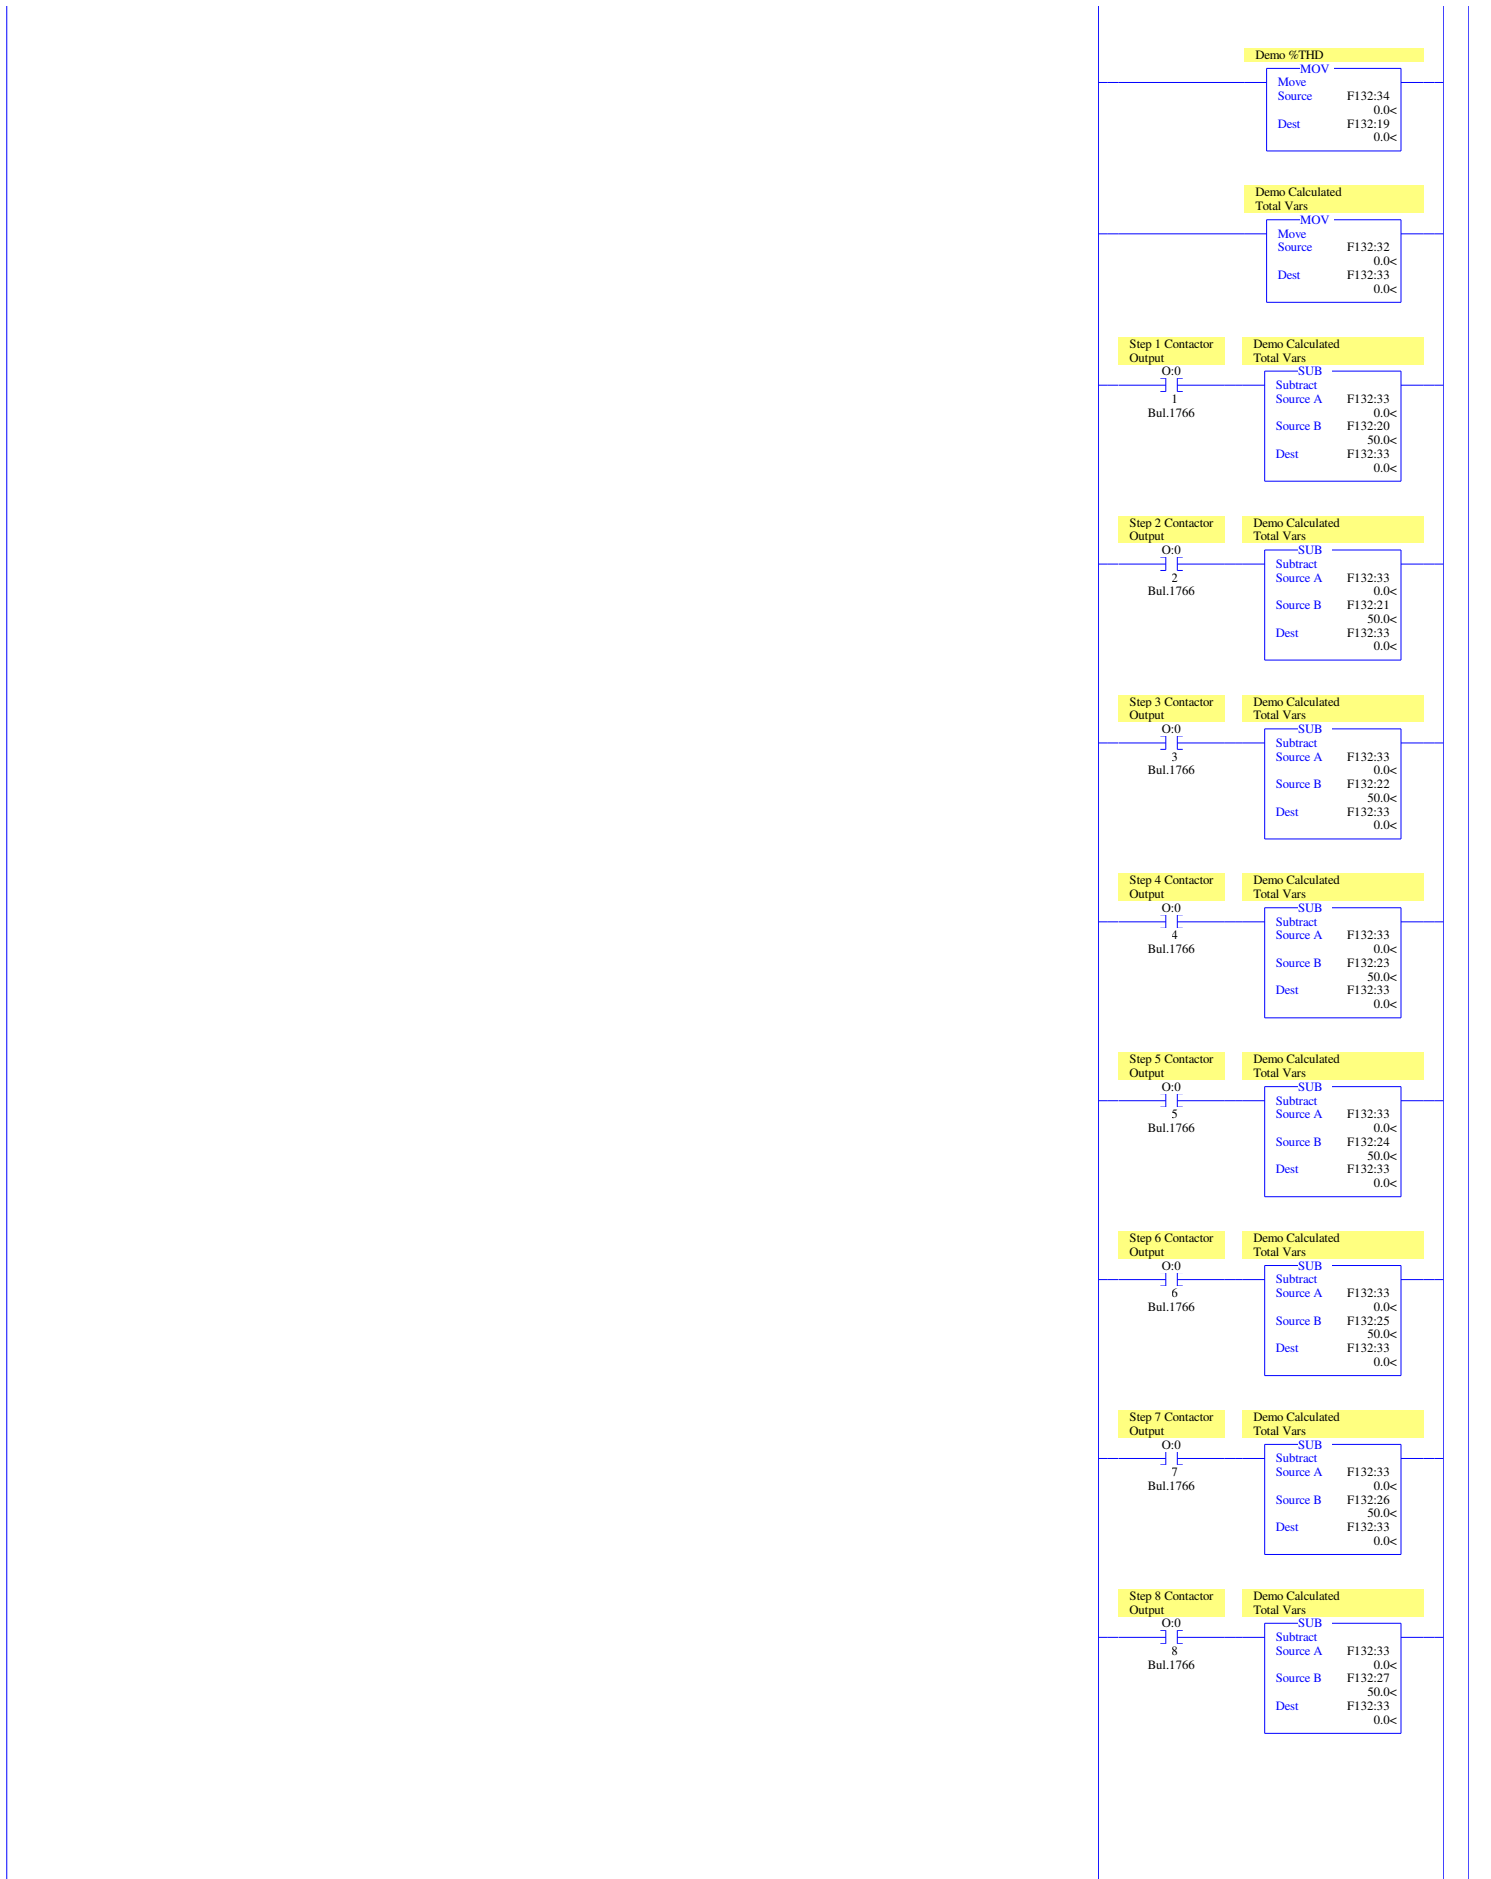 Demo %THD
MOV
Move
Source F132:34
0.0<
Dest F132:19
0.0<
Demo Calculated
Total Vars
MOV
Move
Source F132:32
0.0<
Dest F132:33
0.0<
Step 1 Contactor Demo Calculated
Output Total Vars
O:0 SUB
Subtract
1 Source A F132:33
Bul.1766 0.0<
Source B F132:20
50.0<
Dest F132:33
0.0<
Step 2 Contactor Demo Calculated
Output Total Vars
O:0 SUB
Subtract
2 Source A F132:33
Bul.1766 0.0<
Source B F132:21
50.0<
Dest F132:33
0.0<
Step 3 Contactor Demo Calculated
Output Total Vars
O:0 SUB
Subtract
3 Source A F132:33
Bul.1766 0.0<
Source B F132:22
50.0<
Dest F132:33
0.0<
Step 4 Contactor Demo Calculated
Output Total Vars
O:0 SUB
Subtract
4 Source A F132:33
Bul.1766 0.0<
Source B F132:23
50.0<
Dest F132:33
0.0<
Step 5 Contactor Demo Calculated
Output Total Vars
O:0 SUB
Subtract
5 Source A F132:33
Bul.1766 0.0<
Source B F132:24
50.0<
Dest F132:33
0.0<
Step 6 Contactor Demo Calculated
Output Total Vars
O:0 SUB
Subtract
6 Source A F132:33
Bul.1766 0.0<
Source B F132:25
50.0<
Dest F132:33
0.0<
Step 7 Contactor Demo Calculated
Output Total Vars
O:0 SUB
Subtract
7 Source A F132:33
Bul.1766 0.0<
Source B F132:26
50.0<
Dest F132:33
0.0<
Step 8 Contactor Demo Calculated
Output Total Vars
O:0 SUB
Subtract
8 Source A F132:33
Bul.1766 0.0<
Source B F132:27
50.0<
Dest F132:33
0.0<